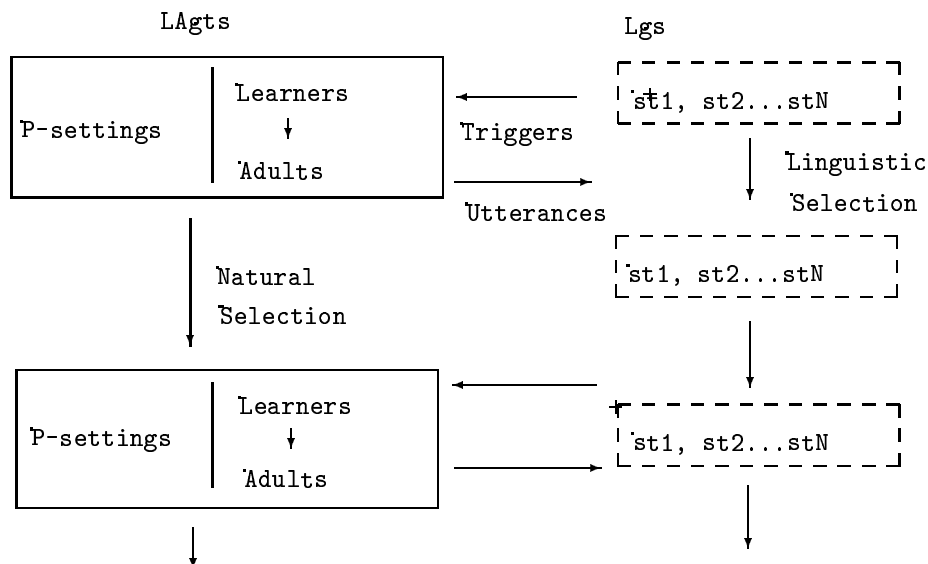 LAgts
Lgs
P-settings
Learners
Adults
Triggers
Utterances
st1, st2...stN
Linguistic
Selection
st1, st2...stN
Natural
Selection
P-settings
Learners
Adults
st1, st2...stN